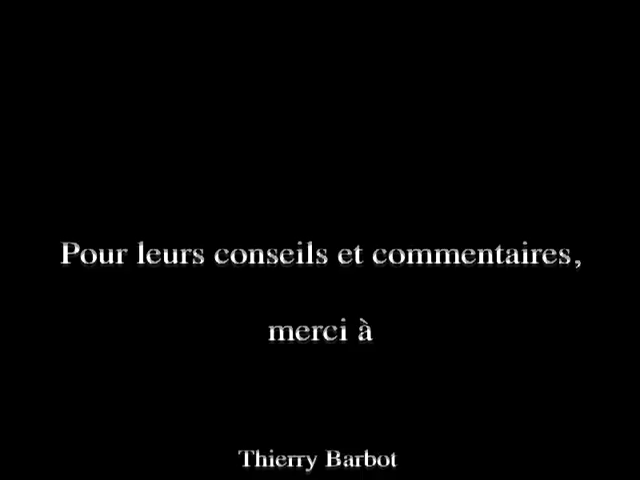 Pour leurs conseils et commentaires,
merci à
Thierry Barbot